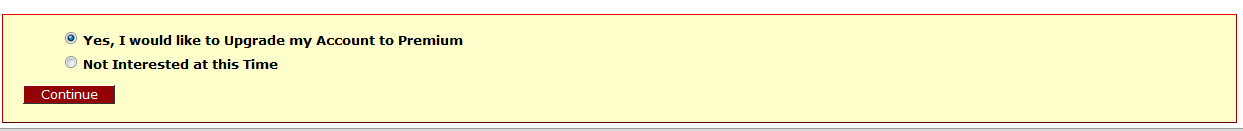 Yes, I would like to Upgrade my Account to Premium
Not Interested at this Time
Continue